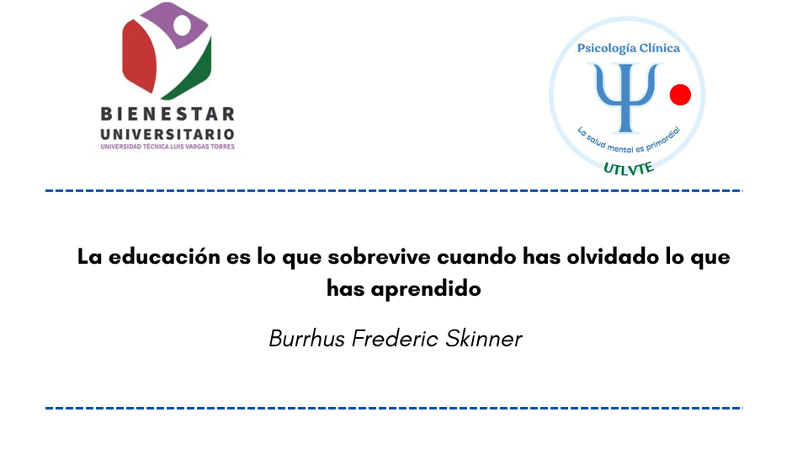 BIENESTAR
UNIVERSITARIO
UNIVERSIDAD TÉCNICA LUIS VARGAS TORRES
Psicología Clínica
La salud mental es primordial
UTLVTE
La educación es lo que sobrevive cuando has olvidado lo que
has aprendido
Burrhus Frederic Skinner